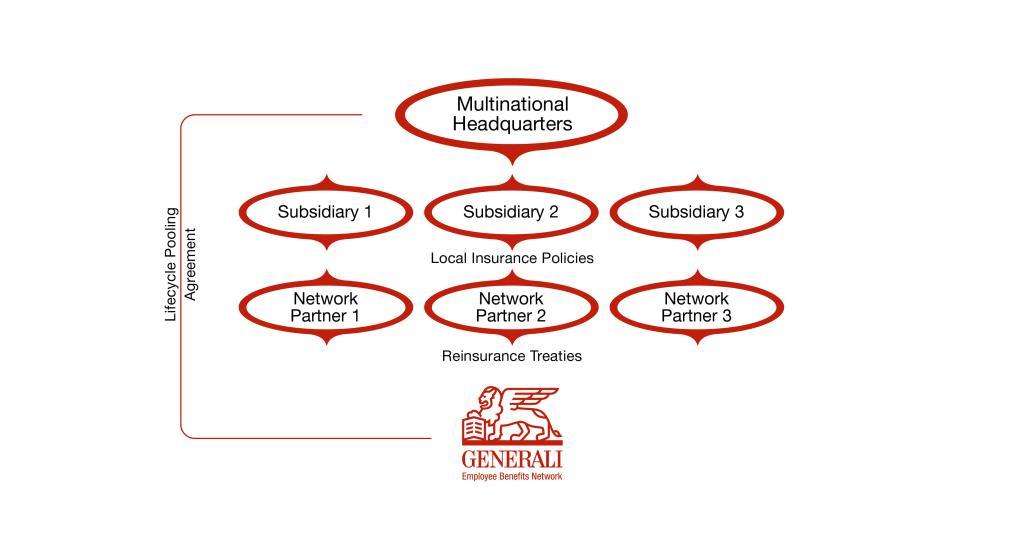 Multinational
Headquarters
Subsidiary 1
Subsidiary 2
Subsidiary 3
Local Insurance Policies
Lifecycle Pooling
Agreement
Network
Partner 1
Network
Partner 2
Network
Partner 3
Reinsurance Treaties
GENERALI
Employee Benefits Network